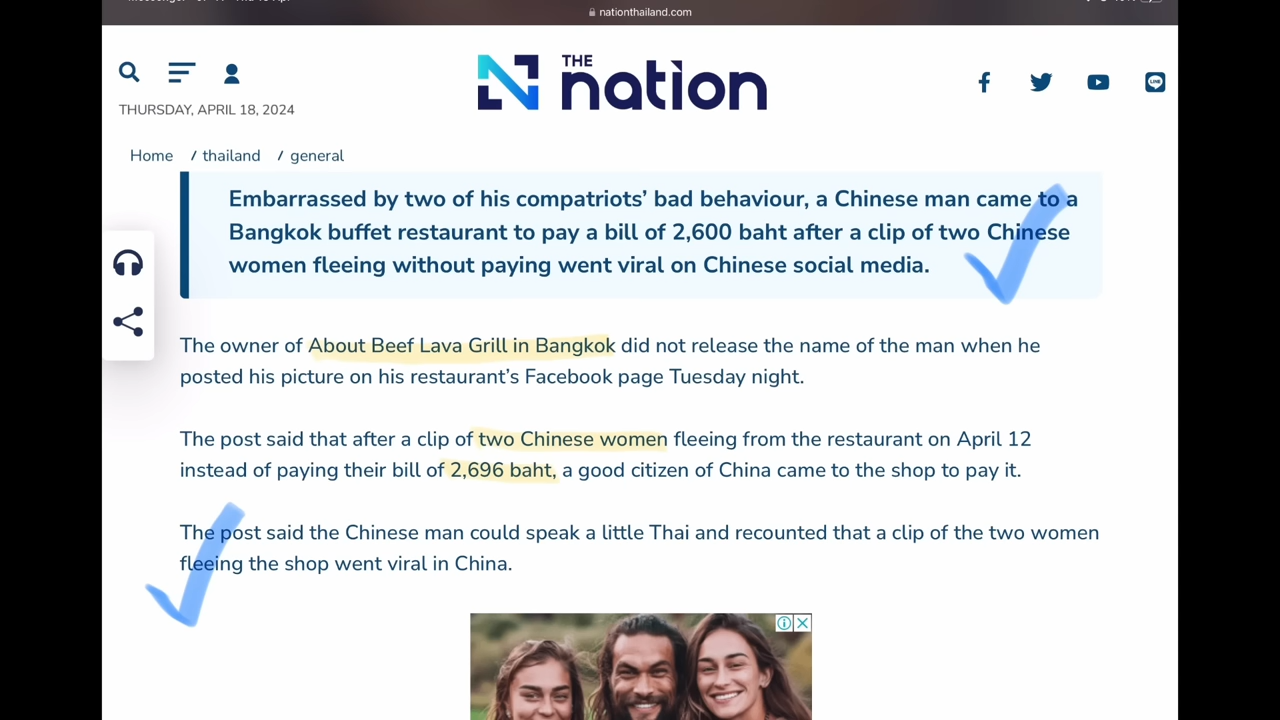 nationthailand.com
THE
nation
THURSDAY, APRIL 18, 2024
LINE
Home / thailand / general
Embarrassed by two of his compatriots’ bad behaviour, a Chinese man came to a
Bangkok buffet restaurant to pay a bill of 2,600 baht after a clip of two Chinese
women fleeing without paying went viral on Chinese social media.
The owner of About Beef Lava Grill in Bangkok did not release the name of the man when he
posted his picture on his restaurant’s Facebook page Tuesday night.
The post said that after a clip of two Chinese women fleeing from the restaurant on April 12
instead of paying their bill of 2,696 baht, a good citizen of China came to the shop to pay it.
The post said the Chinese man could speak a little Thai and recounted that a clip of the two women
fleeing the shop went viral in China.